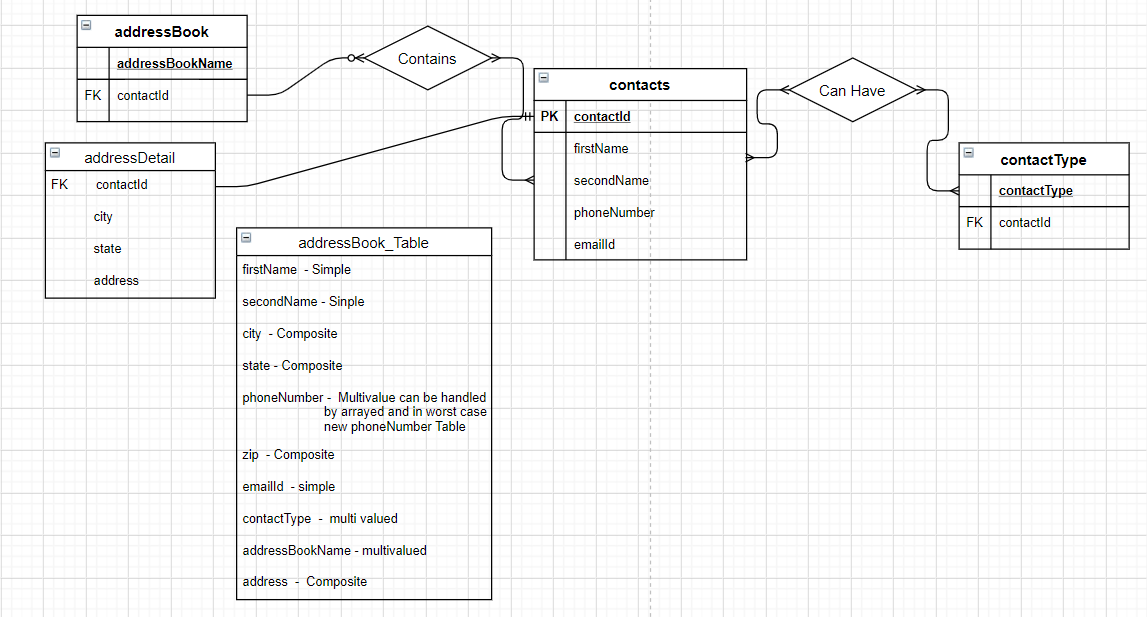 addressBook
addressBookName
FK contactId
Contains
contacts
PK contactId
firstName
secondName
phoneNumber
emailId
Can Have
contactType
contactType
FK contactId
addressDetail
FK contactId
city
state
address
addressBook_Table
firstName - Simple
secondName - Sinple
city - Composite
state - Composite
phoneNumber - Multivalue can be handled
by arrayed and in worst case
new phoneNumber Table
zip - Composite
emailId - simple
contactType - multi valued
addressBookName - multivalued
address - Composite